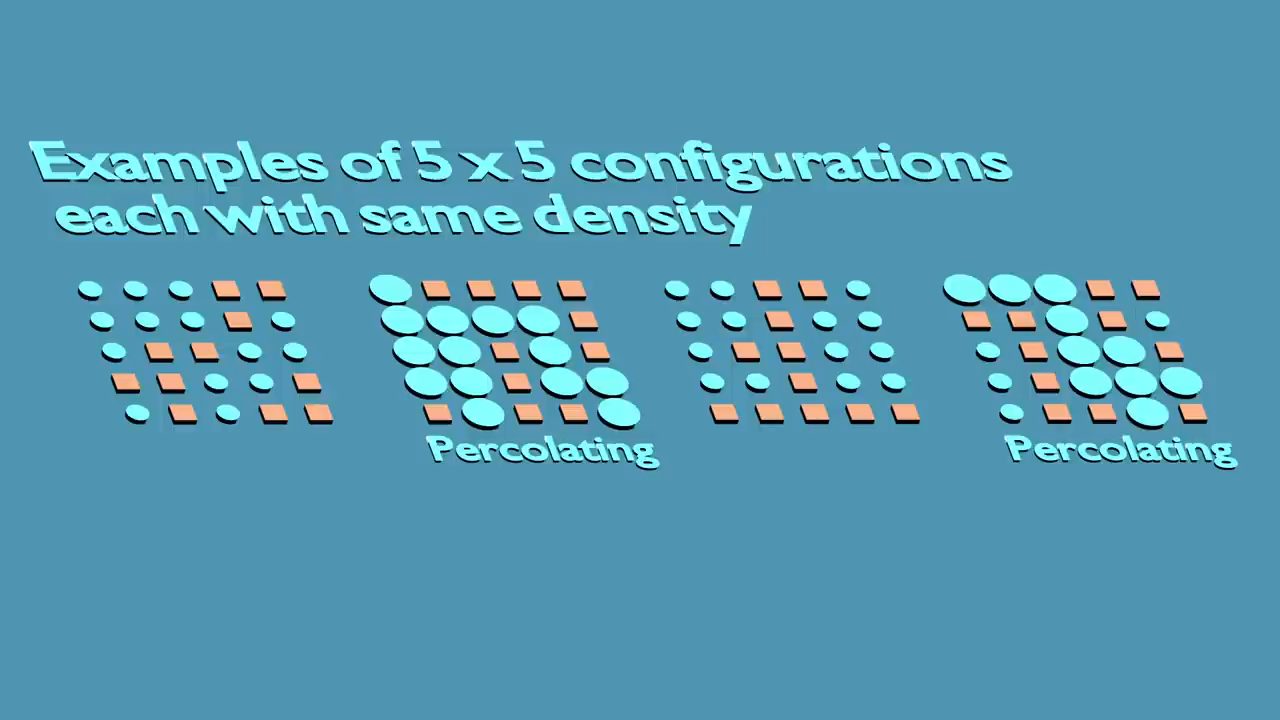 Examples of 5 x 5 configurations
each with same density
Percolating
Percolating